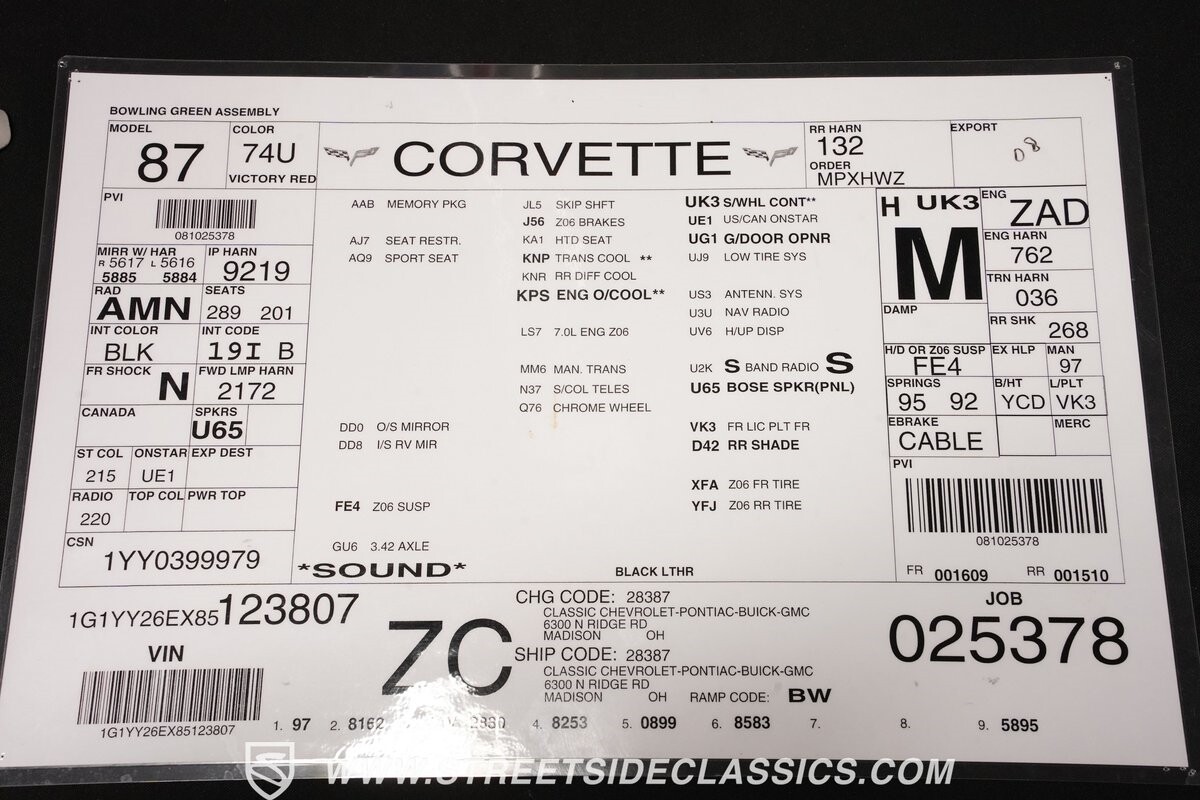 BOWLING GREEN ASSEMBLY
MODEL 87
COLOR 74U
VICTORY RED
CORVETTE
RR HARN 132
ORDER MPXHWZ
EXPORT D8
PVI
081025378
MIRR W/ HAR
R 5617 L 5616
5885 5884
IP HARN 9219
RAD AMN
SEATS 289 201
INT COLOR BLK
INT CODE 19I B
FR SHOCK N
FWD LMP HARN 2172
CANADA
SPKRS U65
ST COL 215
ONSTAR UE1
EXP DEST
RADIO 220
TOP COL
PWR TOP
CSN 1YY0399979
AAB MEMORY PKG
AJ7 SEAT RESTR.
AQ9 SPORT SEAT
DD0 O/S MIRROR
DD8 I/S RV MIR
FE4 Z06 SUSP
GU6 3.42 AXLE
*SOUND*
JL5 SKIP SHFT
J56 Z06 BRAKES
KA1 HTD SEAT
KNP TRANS COOL **
KNR RR DIFF COOL
KPS ENG O/COOL**
LS7 7.0L ENG Z06
MM6 MAN. TRANS
N37 S/COL TELES
Q76 CHROME WHEEL
UK3 S/WHL CONT**
UE1 US/CAN ONSTAR
UG1 G/DOOR OPNR
UJ9 LOW TIRE SYS
US3 ANTENN. SYS
U3U NAV RADIO
UV6 H/UP DISP
U2K S BAND RADIO S
U65 BOSE SPKR(PNL)
VK3 FR LIC PLT FR
D42 RR SHADE
XFA Z06 FR TIRE
YFJ Z06 RR TIRE
BLACK LTHR
H UK3
M
ENG ZAD
ENG HARN 762
TRN HARN 036
DAMP
RR SHK 268
H/D OR Z06 SUSP FE4
EX HLP
MAN 97
SPRINGS 95 92
B/HT YCD
L/PLT VK3
EBRAKE CABLE
MERC
PVI
081025378
FR 001609 RR 001510
1G1YY26EX85123807
VIN
1G1YY26EX85123807
ZC
CHG CODE: 28387
CLASSIC CHEVROLET-PONTIAC-BUICK-GMC
6300 N RIDGE RD
MADISON OH
SHIP CODE: 28387
CLASSIC CHEVROLET-PONTIAC-BUICK-GMC
6300 N RIDGE RD
MADISON OH RAMP CODE: BW
JOB
025378
1. 97 2. 8162 4. 8253 5. 0899 6. 8583 7. 8. 9. 5895
WWW.STREETSIDECLASSICS.COM